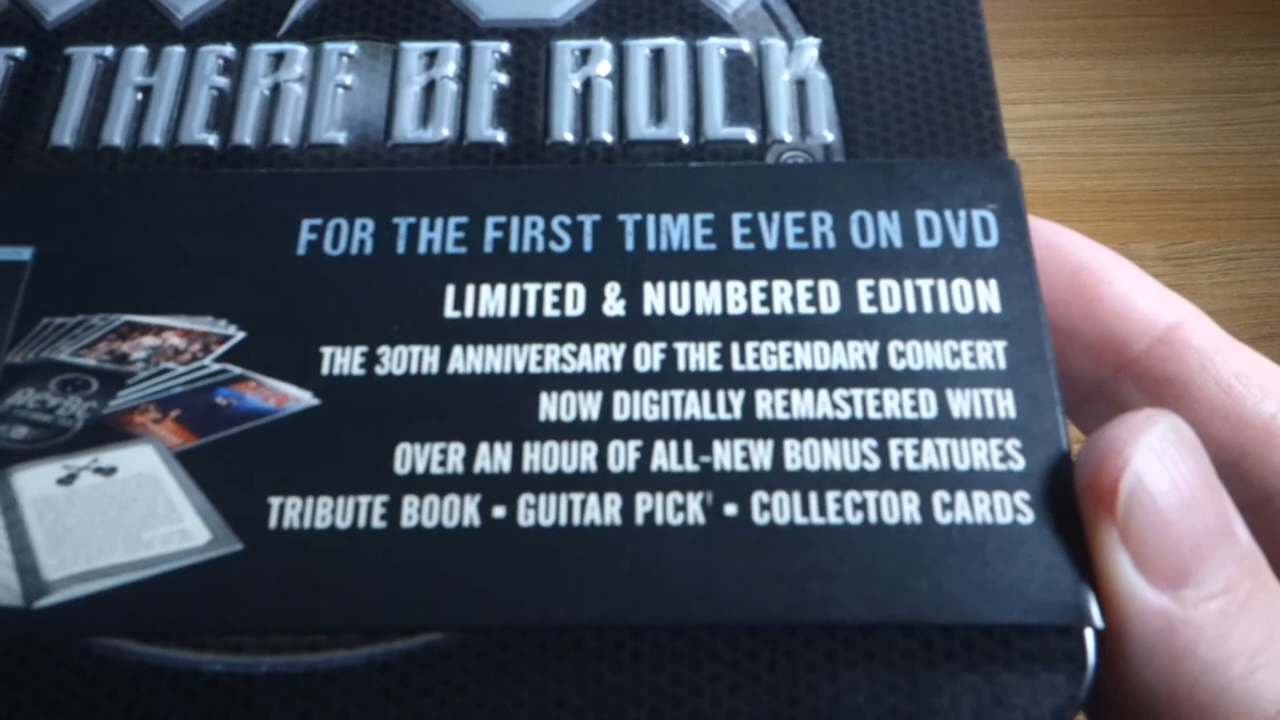 THERE BE ROCK
FOR THE FIRST TIME EVER ON DVD
LIMITED & NUMBERED EDITION
THE 30TH ANNIVERSARY OF THE LEGENDARY CONCERT
NOW DIGITALLY REMASTERED WITH
OVER AN HOUR OF ALL-NEW BONUS FEATURES
TRIBUTE BOOK ▪ GUITAR PICK† ▪ COLLECTOR CARDS